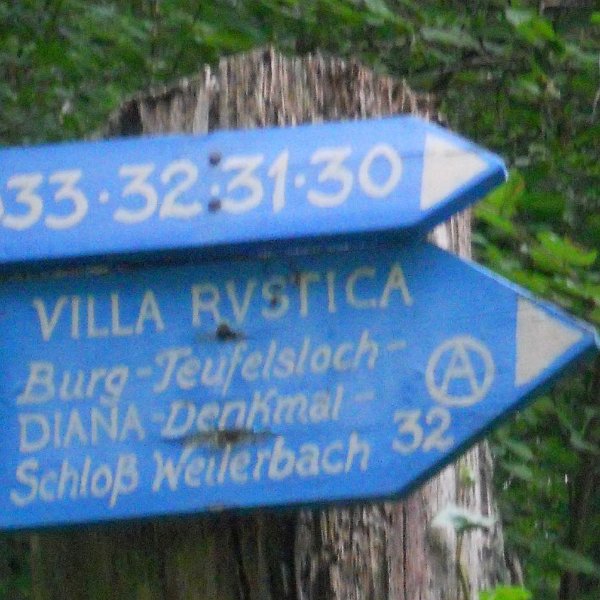 33·32·31·30
VILLA RVSTICA
Burg-Teufelsloch-
DIANA-Denkmal-
Schloß Weilerbach
A
32